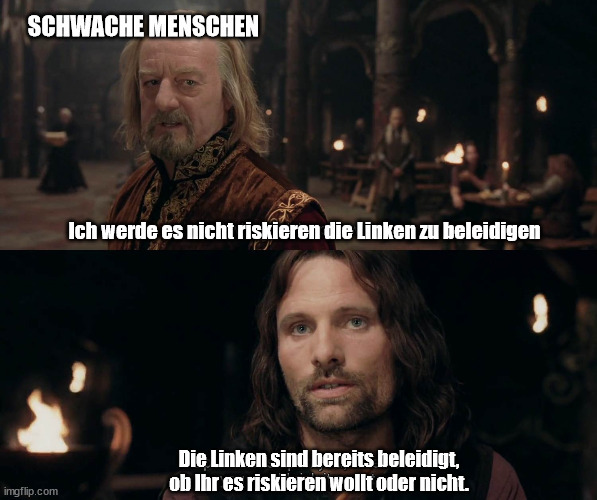 SCHWACHE MENSCHEN
Ich werde es nicht riskieren die Linken zu beleidigen
Die Linken sind bereits beleidigt,
ob Ihr es riskieren wollt oder nicht.
imgflip.com